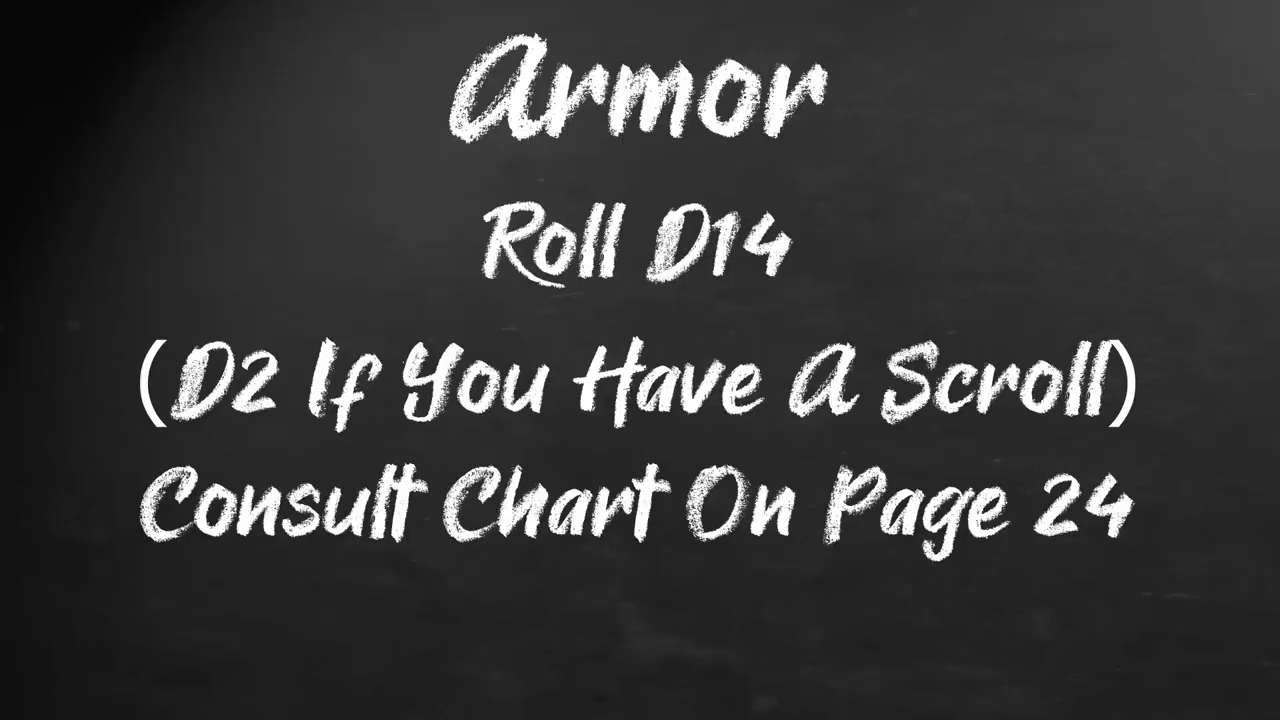 Armor
Roll D14
(D2 If You Have A Scroll)
Consult Chart On Page 24